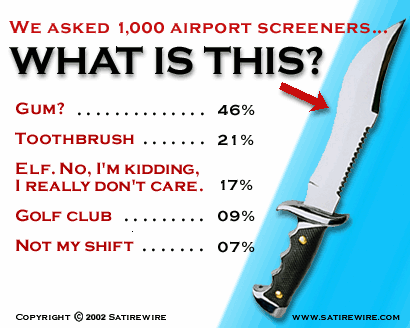 We asked 1,000 airport screeners...
WHAT IS THIS?
Gum? . . . . . . . . . . . . . 46%
Toothbrush . . . . . . . 21%
Elf. No, I'm kidding,
I really don't care. 17%
Golf club . . . . . . . . 09%
Not my shift . . . . . . 07%
Copyright © 2002 Satirewire
www.satirewire.com